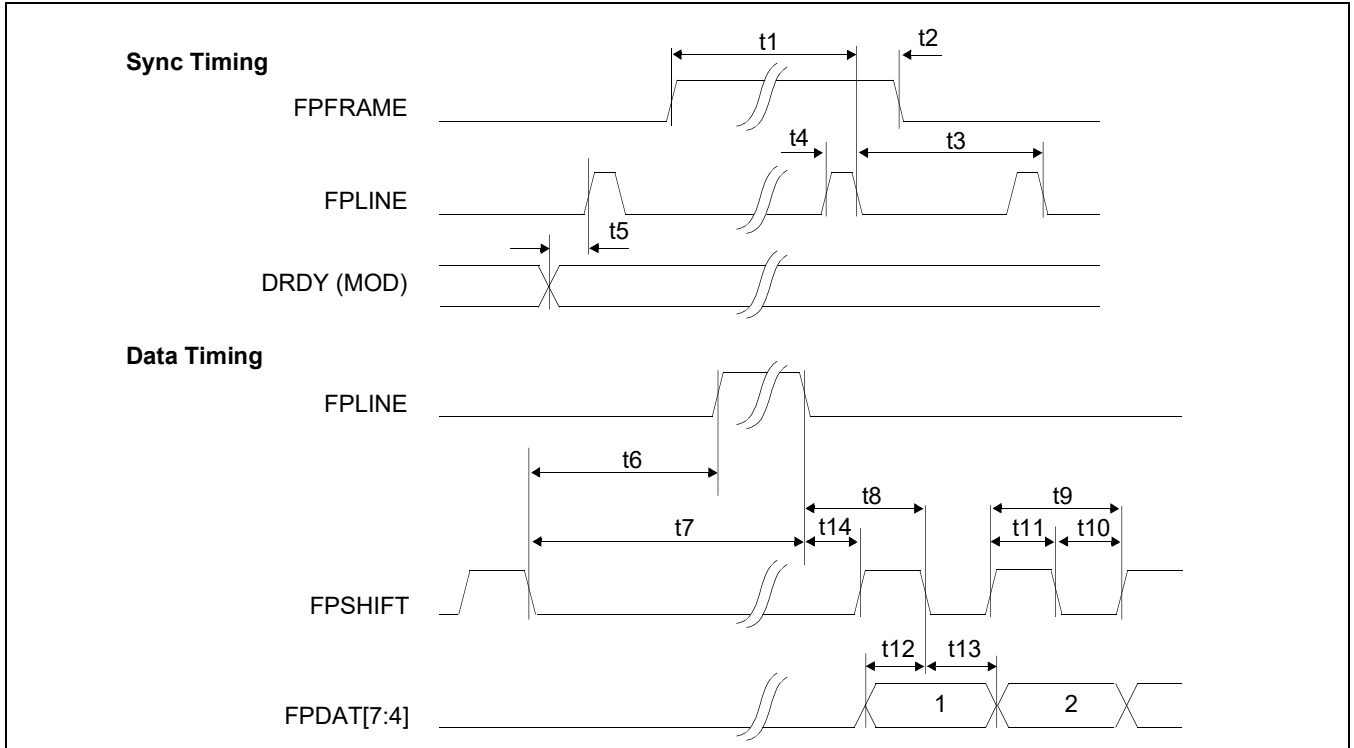 Sync Timing
t1
t2
FPFRAME
t4
t3
FPLINE
t5
DRDY (MOD)
Data Timing
FPLINE
t6
t8
t9
t7
t14
t11
t10
FPSHIFT
t12
t13
FPDAT[7:4]
1
2